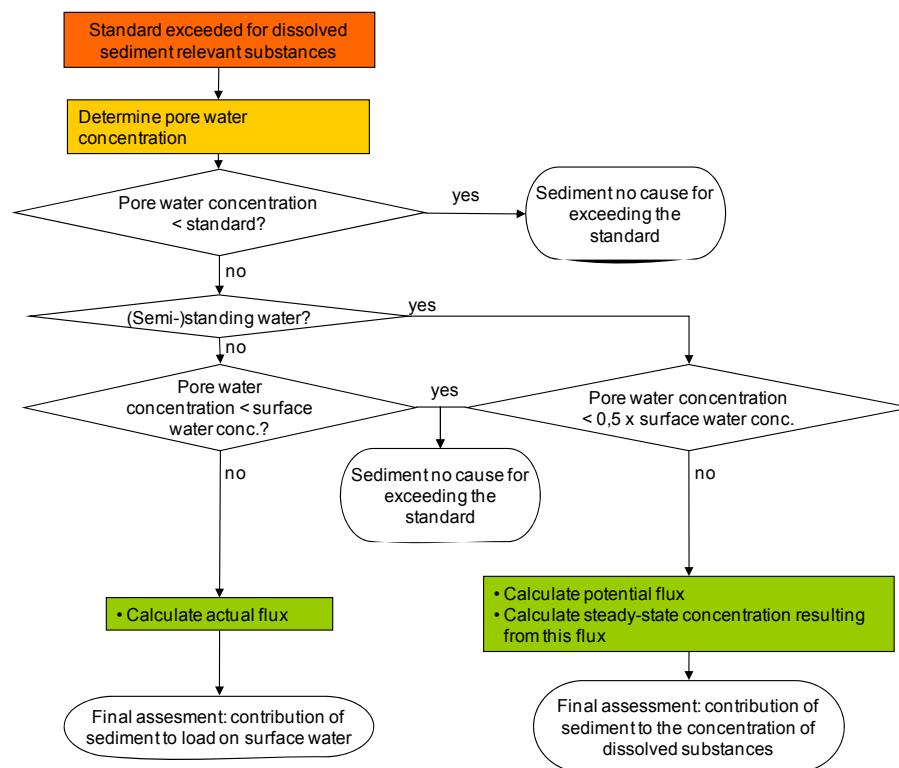 Standard exceeded for dissolved
sediment relevant substances
Determine pore water
concentration
Pore water concentration
< standard?
yes
Sediment no cause for
exceeding the
standard
no
(Semi-)standing water?
yes
no
Pore water
concentration < surface
water conc.?
yes
Pore water concentration
< 0,5 x surface water conc.
no
Sediment no cause for
exceeding the
standard
no
• Calculate actual flux
• Calculate potential flux
• Calculate steady-state concentration resulting
from this flux
Final assesment: contribution of
sediment to load on surface water
Final assesment: contribution of
sediment to the concentration of
dissolved substances